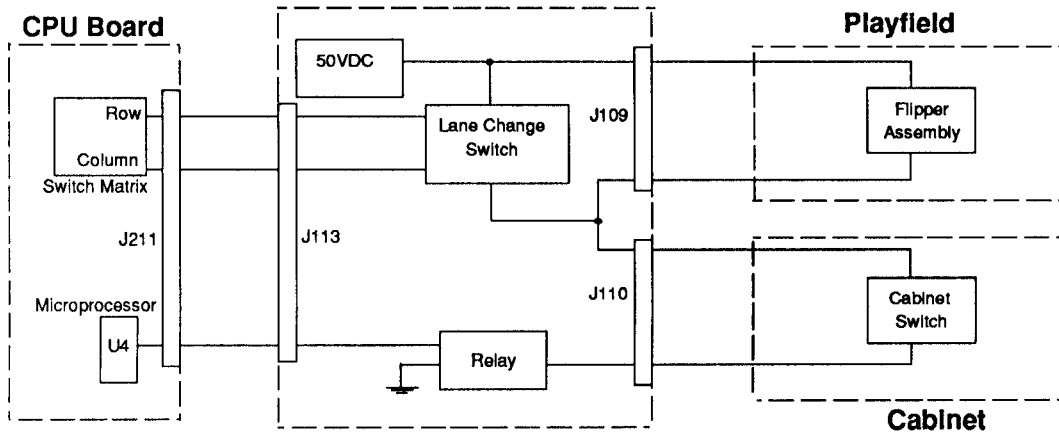 CPU Board
Playfield
50VDC
Row
Column
Switch Matrix
Lane Change
Switch
J109
Flipper
Assembly
J211
J113
J110
Cabinet
Switch
Microprocessor
U4
Relay
Cabinet